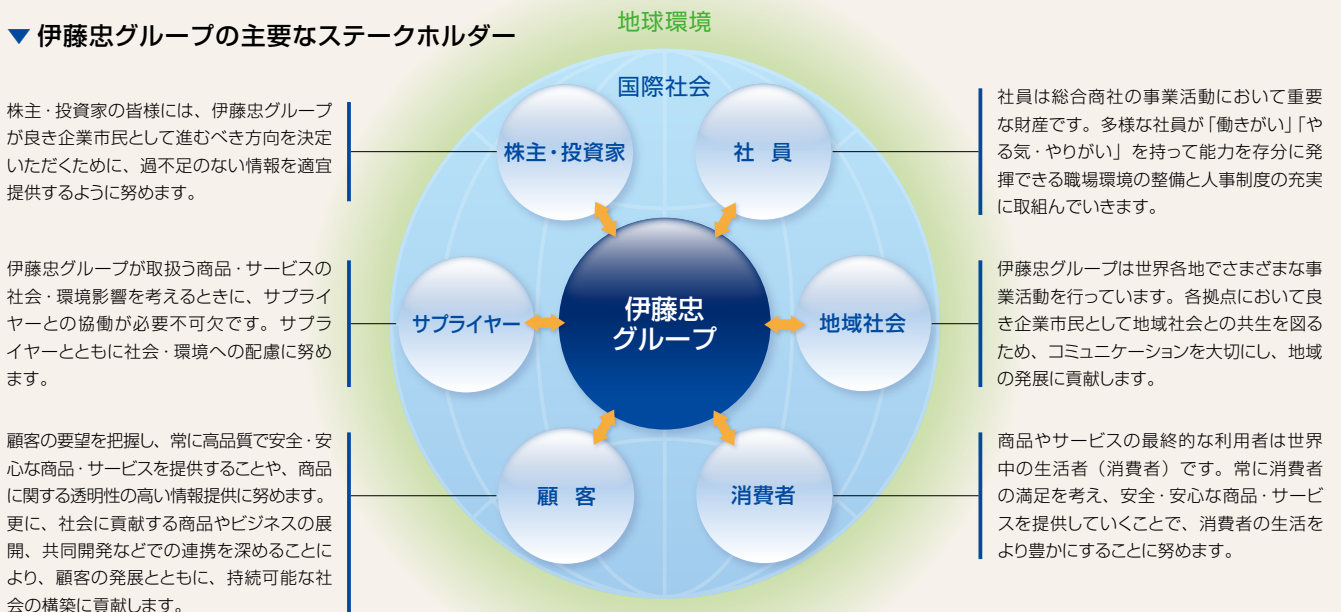 ▼ 伊藤忠グループの主要なステークホルダー
地球環境
国際社会
株主・投資家の皆様には、伊藤忠グループ
が良き企業市民として進むべき方向を決定
いただくために、過不足のない情報を適宜
提供するように努めます。
株主・投資家
社 員
社員は総合商社の事業活動において重要
な財産です。多様な社員が「働きがい」「や
る気・やりがい」を持って能力を存分に発
揮できる職場環境の整備と人事制度の充実
に取組んでいきます。
伊藤忠グループが取扱う商品・サービスの
社会・環境影響を考えるときに、サプライ
ヤーとの協働が必要不可欠です。サプラ
イヤーとともに社会・環境への配慮に努め
ます。
サプライヤー
伊藤忠
グループ
地域社会
伊藤忠グループは世界各地でさまざまな事
業活動を行っています。各拠点において良
き企業市民として地域社会との共生を図る
ため、コミュニケーションを大切にし、地域
の発展に貢献します。
顧客の要望を把握し、常に高品質で安全・安
心な商品・サービスを提供することや、商品
に関する透明性の高い情報提供に努めます。
更に、社会に貢献する商品やビジネスの展
開、共同開発などでの連携を深めることに
より、顧客の発展とともに、持続可能な社
会の構築に貢献します。
顧 客
消費者
商品やサービスの最終的な利用者は世界
中の生活者（消費者）です。常に消費者
の満足を考え、安全・安心な商品・サービ
スを提供していくことで、消費者の生活を
より豊かにすることに努めます。